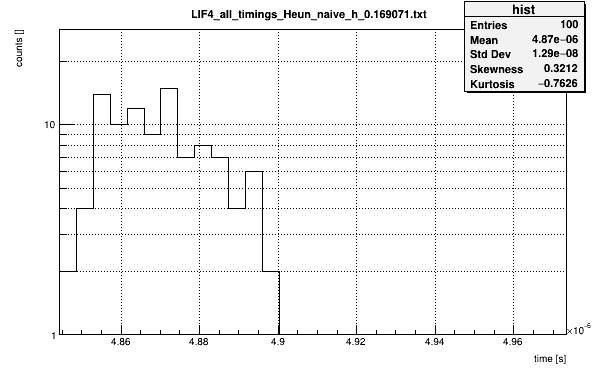 LIF4_all_timings_Heun_naive_h_0.169071.txt
hist
Entries 100
Mean 4.87e−06
Std Dev 1.29e−08
Skewness 0.3212
Kurtosis −0.7626
counts []
10
1
4.86 4.88 4.9 4.92 4.94 4.96
×10⁻⁶
time [s]